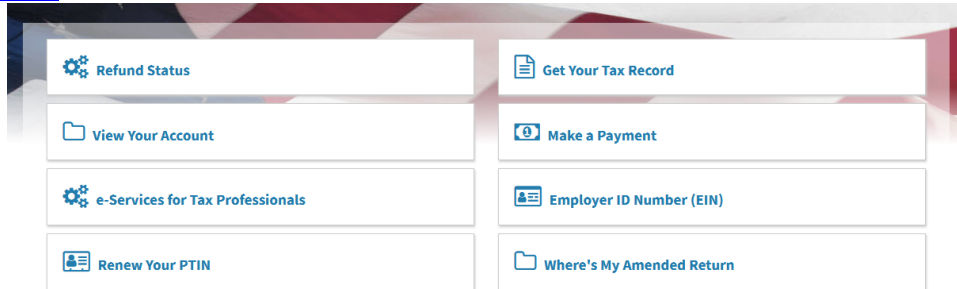 Refund Status
Get Your Tax Record
View Your Account
Make a Payment
e-Services for Tax Professionals
Employer ID Number (EIN)
Renew Your PTIN
Where's My Amended Return